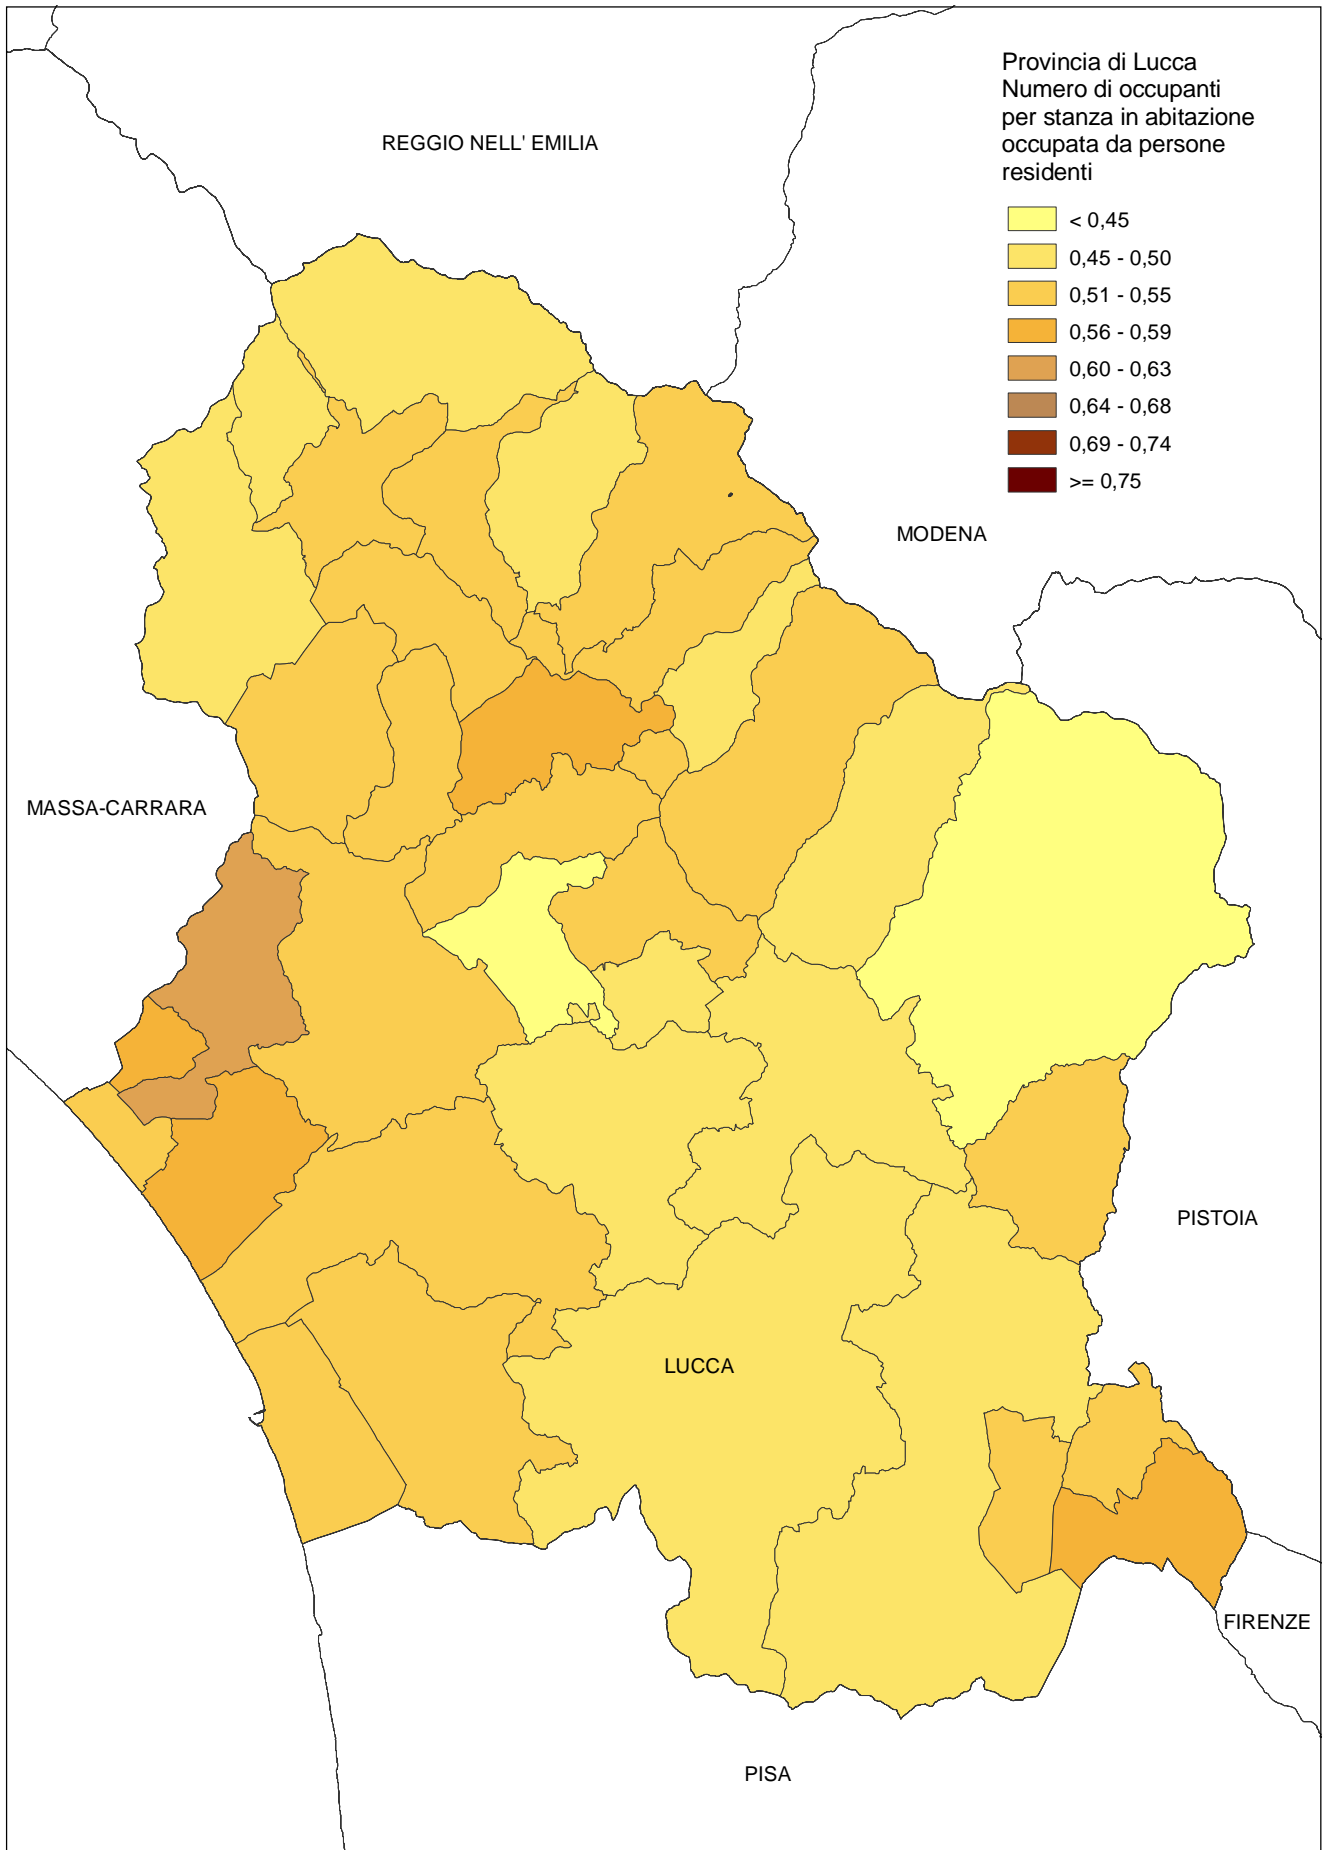 Provincia di Lucca
Numero di occupanti
per stanza in abitazione
occupata da persone
residenti
< 0,45
0,45 - 0,50
0,51 - 0,55
0,56 - 0,59
0,60 - 0,63
0,64 - 0,68
0,69 - 0,74
>= 0,75
REGGIO NELL' EMILIA
MODENA
MASSA-CARRARA
PISTOIA
LUCCA
FIRENZE
PISA